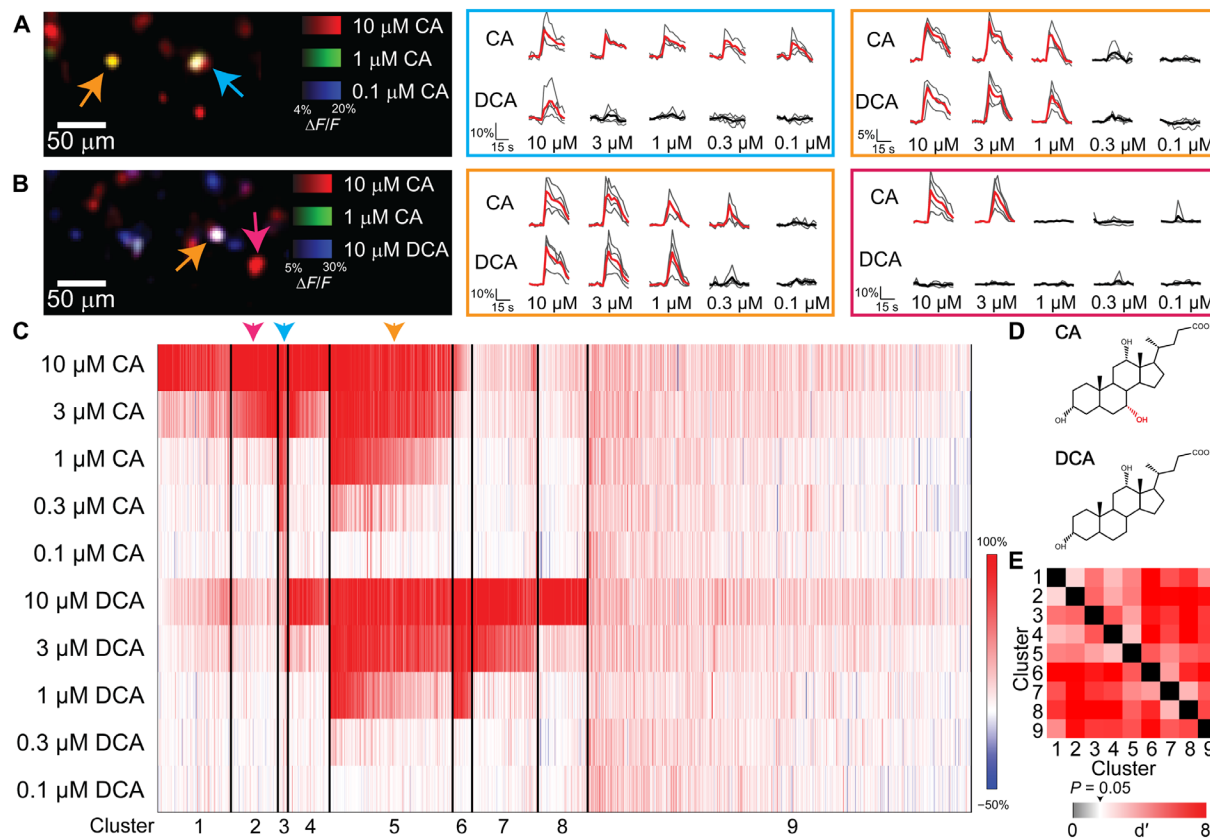 A
10 µM CA
1 µM CA
0.1 µM CA
4% 20%
ΔF/F
50 µm
CA
DCA
10%
15 s
10 µM 3 µM 1 µM 0.3 µM 0.1 µM
CA
DCA
5%
15 s
10 µM 3 µM 1 µM 0.3 µM 0.1 µM
B
10 µM CA
1 µM CA
10 µM DCA
5% 30%
ΔF/F
50 µm
CA
DCA
10%
15 s
10 µM 3 µM 1 µM 0.3 µM 0.1 µM
CA
DCA
10%
15 s
10 µM 3 µM 1 µM 0.3 µM 0.1 µM
C
10 µM CA
3 µM CA
1 µM CA
0.3 µM CA
0.1 µM CA
10 µM DCA
3 µM DCA
1 µM DCA
0.3 µM DCA
0.1 µM DCA
Cluster 1 2 3 4 5 6 7 8 9
100%
−50%
D
CA
COO
OH
OH
OH
DCA
COO
OH
OH
E
1
2
3
4
5
6
7
8
9
Cluster
1 2 3 4 5 6 7 8 9
Cluster
P = 0.05
0 d′ 8